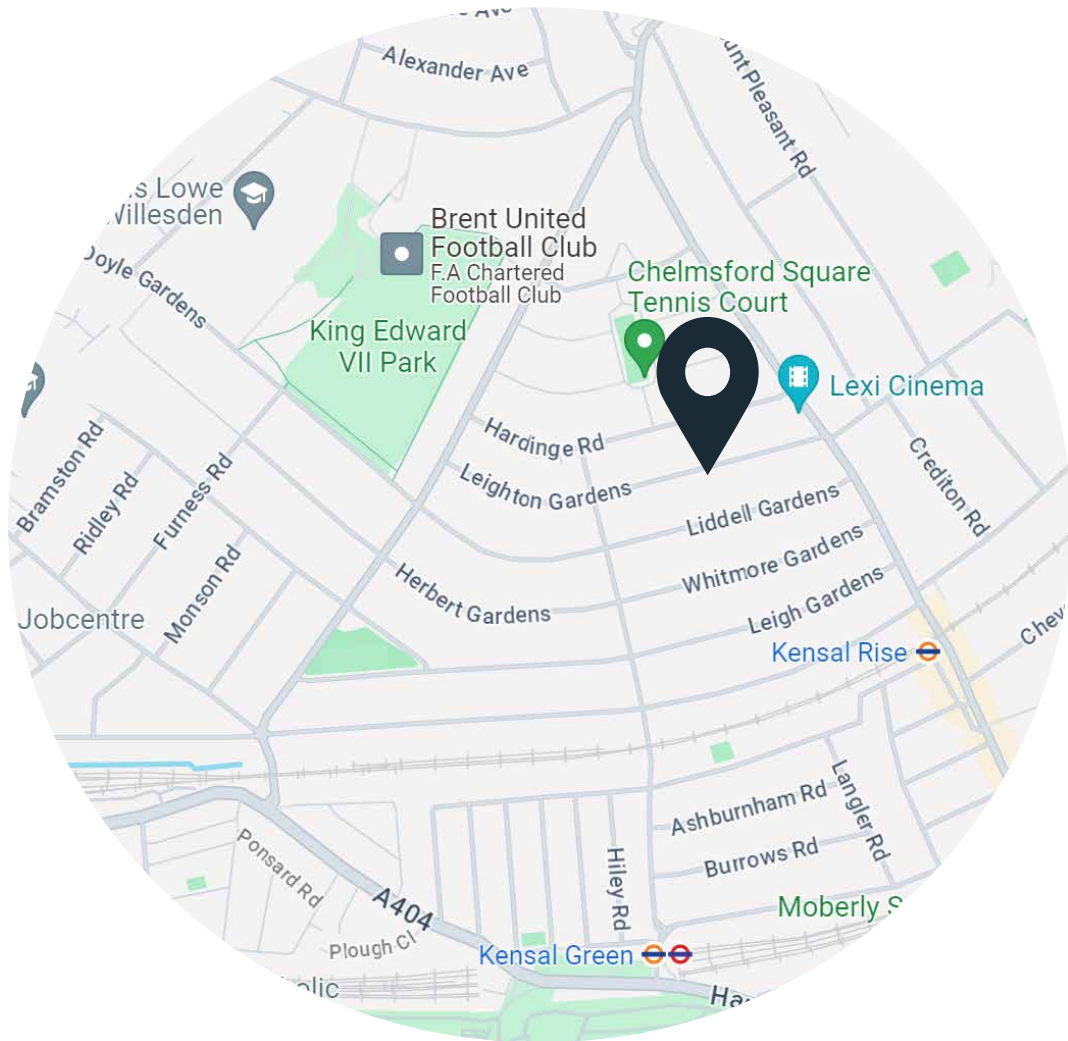 Alexander Ave
Pleasant Rd
Lowe
Brent United
Football Club
F.A Chartered
Football Club
Gardens
Chelmsford Square
Tennis Court
King Edward
VII Park
Lexi Cinema
Hardinge Rd
Bramston Rd
Leighton Gardens
Crediton Rd
Furness Rd
Ridley Rd
Liddell Gardens
Whitmore Gardens
Monson Rd
Herbert Gardens
Leigh Gardens
Jobcentre
Kensal Rise
Langler Rd
Ashburnham Rd
Burrows Rd
Hiley Rd
Ponsard Rd
A404
Moberly
Plough Cl
Kensal Green